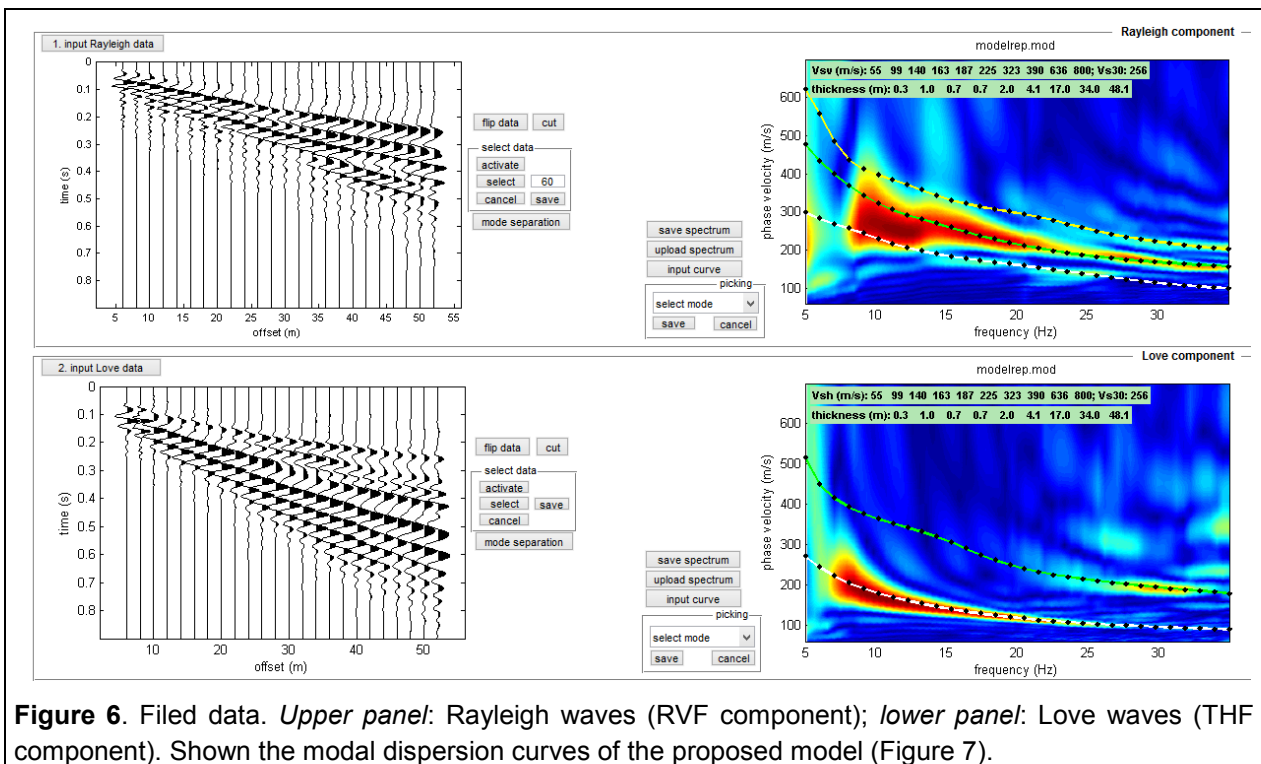 Rayleigh component
1. input Rayleigh data
0
0.1
0.2
0.3
0.4
0.5
0.6
0.7
0.8
time (s)
5 10 15 20 25 30 35 40 45 50 55
offset (m)
flip data cut
select data
activate
select 60
cancel save
mode separation
save spectrum
upload spectrum
input curve
picking
select mode
save cancel
modelrep.mod
Vsv (m/s): 55 99 140 163 187 225 323 390 636 800; Vs30: 256
thickness (m): 0.3 1.0 0.7 0.7 2.0 4.1 17.0 34.0 48.1
600
500
400
300
200
100
phase velocity (m/s)
5 10 15 20 25 30
frequency (Hz)
Love component
2. input Love data
0
0.1
0.2
0.3
0.4
0.5
0.6
0.7
0.8
time (s)
10 20 30 40 50
offset (m)
flip data cut
select data
activate
select save
cancel
mode separation
save spectrum
upload spectrum
input curve
picking
select mode
save cancel
modelrep.mod
Vsh (m/s): 55 99 140 163 187 225 323 390 636 800; Vs30: 256
thickness (m): 0.3 1.0 0.7 0.7 2.0 4.1 17.0 34.0 48.1
600
500
400
300
200
100
phase velocity (m/s)
5 10 15 20 25 30
frequency (Hz)
Figure 6. Filed data. Upper panel: Rayleigh waves (RVF component); lower panel: Love waves (THF
component). Shown the modal dispersion curves of the proposed model (Figure 7).